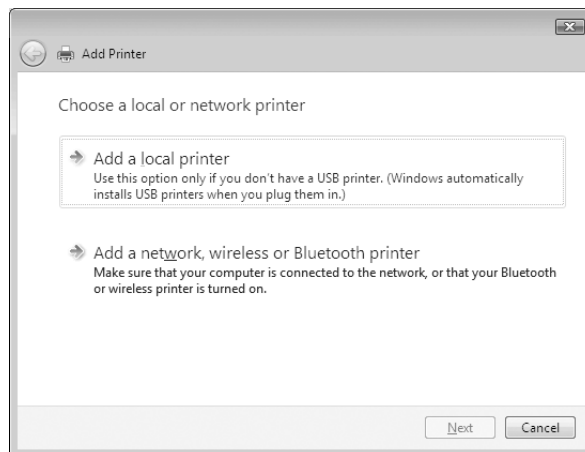 Add Printer
Choose a local or network printer
Add a local printer
Use this option only if you don't have a USB printer. (Windows automatically
installs USB printers when you plug them in.)
Add a network, wireless or Bluetooth printer
Make sure that your computer is connected to the network, or that your Bluetooth
or wireless printer is turned on.
Next Cancel